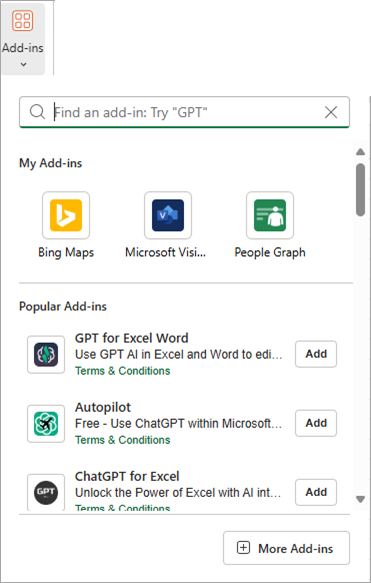 Add-ins
Find an add-in: Try "GPT"
My Add-ins
Bing Maps
Microsoft Visi...
People Graph
Popular Add-ins
GPT for Excel Word
Use GPT AI in Excel and Word to edi...
Terms & Conditions
Add
Autopilot
Free - Use ChatGPT within Microsoft...
Terms & Conditions
Add
GPT
ChatGPT for Excel
Unlock the Power of Excel with AI int...
Terms & Conditions
Add
More Add-ins